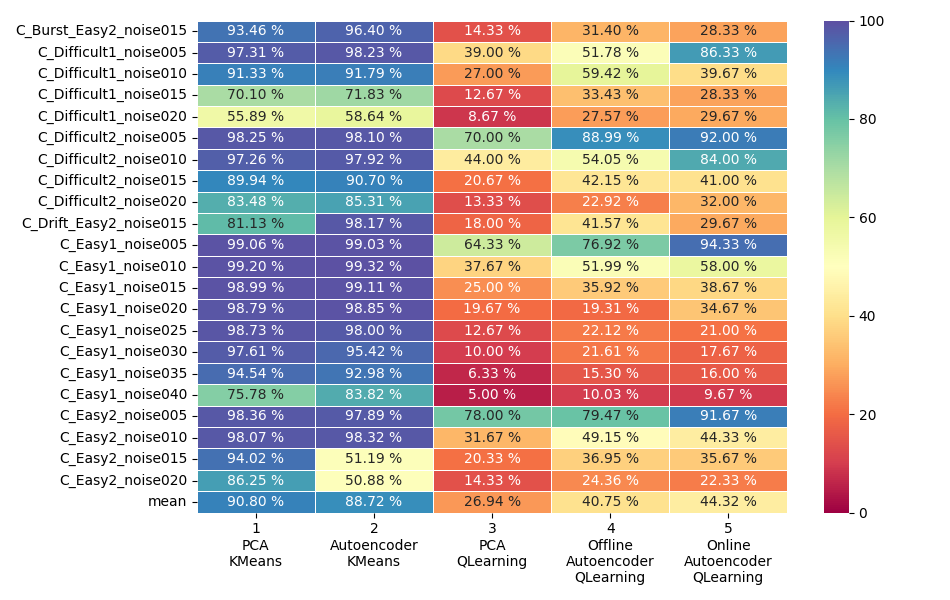 C_Burst_Easy2_noise015 93.46 % 96.40 % 14.33 % 31.40 % 28.33 %
C_Difficult1_noise005 97.31 % 98.23 % 39.00 % 51.78 % 86.33 %
C_Difficult1_noise010 91.33 % 91.79 % 27.00 % 59.42 % 39.67 %
C_Difficult1_noise015 70.10 % 71.83 % 12.67 % 33.43 % 28.33 %
C_Difficult1_noise020 55.89 % 58.64 % 8.67 % 27.57 % 29.67 %
C_Difficult2_noise005 98.25 % 98.10 % 70.00 % 88.99 % 92.00 %
C_Difficult2_noise010 97.26 % 97.92 % 44.00 % 54.05 % 84.00 %
C_Difficult2_noise015 89.94 % 90.70 % 20.67 % 42.15 % 41.00 %
C_Difficult2_noise020 83.48 % 85.31 % 13.33 % 22.92 % 32.00 %
C_Drift_Easy2_noise015 81.13 % 98.17 % 18.00 % 41.57 % 29.67 %
C_Easy1_noise005 99.06 % 99.03 % 64.33 % 76.92 % 94.33 %
C_Easy1_noise010 99.20 % 99.32 % 37.67 % 51.99 % 58.00 %
C_Easy1_noise015 98.99 % 99.11 % 25.00 % 35.92 % 38.67 %
C_Easy1_noise020 98.79 % 98.85 % 19.67 % 19.31 % 34.67 %
C_Easy1_noise025 98.73 % 98.00 % 12.67 % 22.12 % 21.00 %
C_Easy1_noise030 97.61 % 95.42 % 10.00 % 21.61 % 17.67 %
C_Easy1_noise035 94.54 % 92.98 % 6.33 % 15.30 % 16.00 %
C_Easy1_noise040 75.78 % 83.82 % 5.00 % 10.03 % 9.67 %
C_Easy2_noise005 98.36 % 97.89 % 78.00 % 79.47 % 91.67 %
C_Easy2_noise010 98.07 % 98.32 % 31.67 % 49.15 % 44.33 %
C_Easy2_noise015 94.02 % 51.19 % 20.33 % 36.95 % 35.67 %
C_Easy2_noise020 86.25 % 50.88 % 14.33 % 24.36 % 22.33 %
mean 90.80 % 88.72 % 26.94 % 40.75 % 44.32 %
1 2 3 4 5
PCA Autoencoder PCA Offline Online
KMeans KMeans QLearning Autoencoder Autoencoder
QLearning QLearning
100
80
60
40
20
0